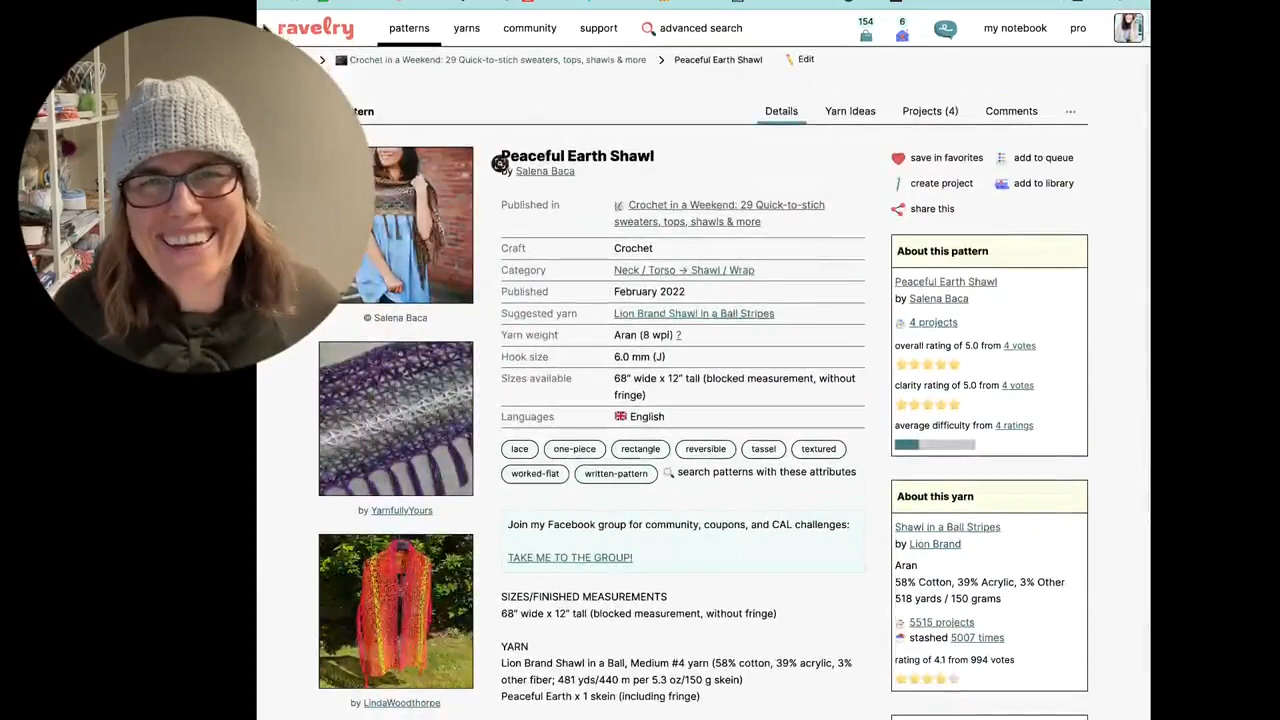 ravelry
patterns
yarns
community
support
advanced search
154
6
my notebook
pro
Crochet in a Weekend: 29 Quick-to-stich sweaters, tops, shawls & more
Peaceful Earth Shawl
Edit
Details
Yarn Ideas
Projects (4)
Comments
...
Peaceful Earth Shawl
by Salena Baca
Published in
Crochet in a Weekend: 29 Quick-to-stich
sweaters, tops, shawls & more
Craft
Crochet
Category
Neck / Torso → Shawl / Wrap
Published
February 2022
Suggested yarn
Lion Brand Shawl in a Ball Stripes
Yarn weight
Aran (8 wpi) ?
Hook size
6.0 mm (J)
Sizes available
68” wide x 12” tall (blocked measurement, without
fringe)
Languages
English
lace
one-piece
rectangle
reversible
tassel
textured
worked-flat
written-pattern
search patterns with these attributes
Join my Facebook group for community, coupons, and CAL challenges:
TAKE ME TO THE GROUP!
SIZES/FINISHED MEASUREMENTS
68” wide x 12” tall (blocked measurement, without fringe)
YARN
Lion Brand Shawl in a Ball, Medium #4 yarn (58% cotton, 39% acrylic, 3%
other fiber; 481 yds/440 m per 5.3 oz/150 g skein)
Peaceful Earth x 1 skein (including fringe)
© Salena Baca
by YarnfullyYours
by LindaWoodthorpe
save in favorites
add to queue
create project
add to library
share this
About this pattern
Peaceful Earth Shawl
by Salena Baca
4 projects
overall rating of 5.0 from 4 votes
clarity rating of 5.0 from 4 votes
average difficulty from 4 ratings
About this yarn
Shawl in a Ball Stripes
by Lion Brand
Aran
58% Cotton, 39% Acrylic, 3% Other
518 yards / 150 grams
5515 projects
stashed 5007 times
rating of 4.1 from 994 votes